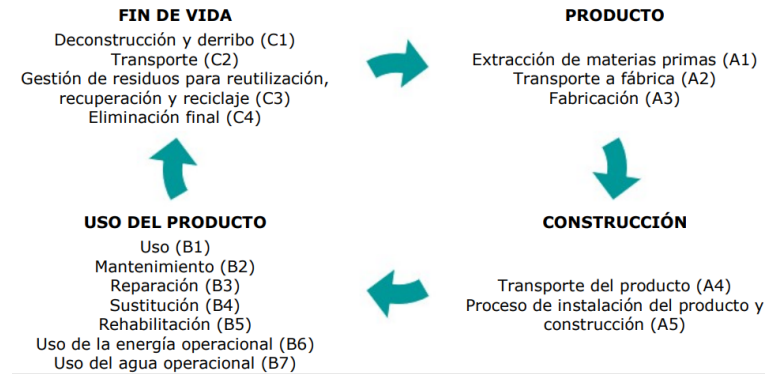 FIN DE VIDA
Deconstrucción y derribo (C1)
Transporte (C2)
Gestión de residuos para reutilización,
recuperación y reciclaje (C3)
Eliminación final (C4)
PRODUCTO
Extracción de materias primas (A1)
Transporte a fábrica (A2)
Fabricación (A3)
USO DEL PRODUCTO
Uso (B1)
Mantenimiento (B2)
Reparación (B3)
Sustitución (B4)
Rehabilitación (B5)
Uso de la energía operacional (B6)
Uso del agua operacional (B7)
CONSTRUCCIÓN
Transporte del producto (A4)
Proceso de instalación del producto y
construcción (A5)